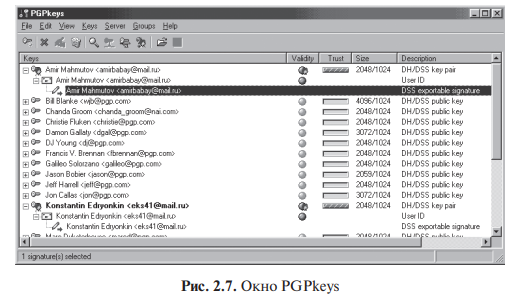 PGPkeys
File Edit View Keys Server Groups Help
Keys Validity Trust Size Description
Amir Mahmutov <amirbabay@mail.ru> 2048/1024 DH/DSS key pair
Amir Mahmutov <amirbabay@mail.ru> User ID
Amir Mahmutov <amirbabay@mail.ru> DSS exportable signature
Bill Blanke <wjb@pgp.com> 4096/1024 DH/DSS public key
Chanda Groom <chanda_groom@nai.com> 2048/1024 DH/DSS public key
Christie Fluken <christie@pgp.com> 2048/1024 DH/DSS public key
Damon Gallaty <dgal@pgp.com> 3072/1024 DH/DSS public key
DJ Young <dj@pgp.com> 2048/1024 DH/DSS public key
Francis V. Brennan <fbrennan@pgp.com> 2048/1024 DH/DSS public key
Galileo Solorzano <galileo@pgp.com> 2048/1024 DH/DSS public key
Jason Bobier <jason@pgp.com> 2059/1024 DH/DSS public key
Jeff Harrell <jeff@pgp.com> 2048/1024 DH/DSS public key
Jon Callas <jon@pgp.com> 3072/1024 DH/DSS public key
Konstantin Edryonkin <eks41@mail.ru> 2048/1024 DH/DSS key pair
Konstantin Edryonkin <eks41@mail.ru> User ID
Konstantin Edryonkin <eks41@mail.ru> DSS exportable signature
2048/1024 DH/DSS public key
1 signature(s) selected
Рис. 2.7. Окно PGPkeys